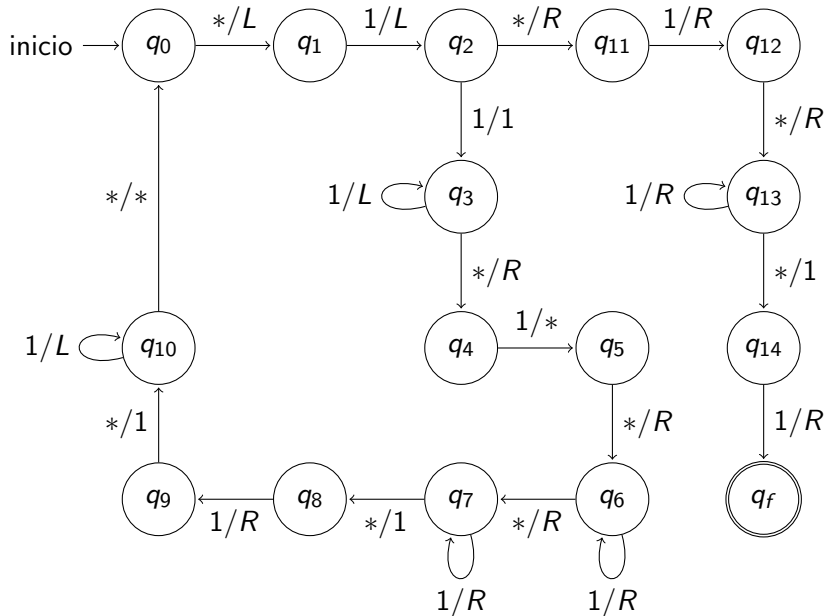 */L 1/L */R 1/R
inicio q0 q1 q2 q11 q12
1/1 */R
*/*
1/L q3 1/R q13
*/R */1
1/*
1/L q10 q4 q5 q14
*/1 */R 1/R
q9 q8 q7 q6 qf
1/R */1 */R
1/R 1/R